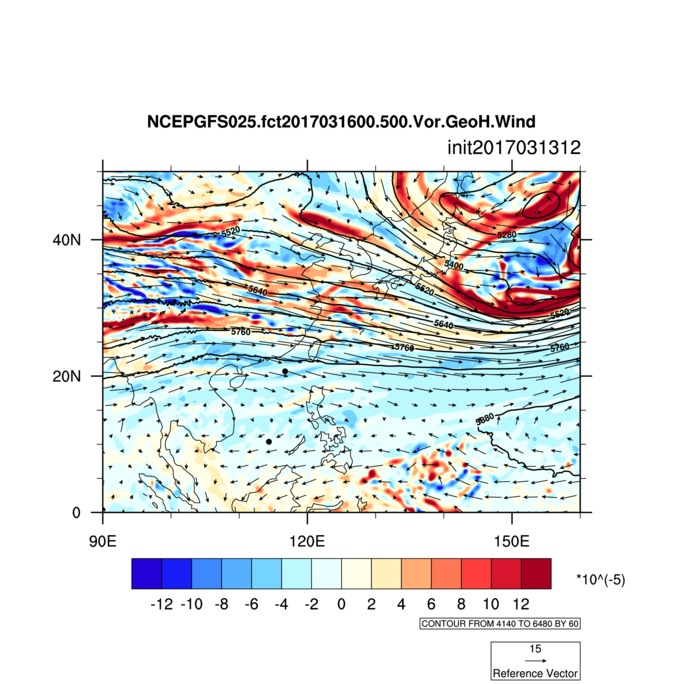 NCEPGFS025.fct2017031600.500.Vor.GeoH.Wind
init2017031312
5520
5280
40N
5400
5640
5520
5520
5640
5760
5760
5760
20N
5880
0
90E 120E 150E
-12 -10 -8 -6 -4 -2 0 2 4 6 8 10 12
*10^(-5)
CONTOUR FROM 4140 TO 6480 BY 60
15
Reference Vector